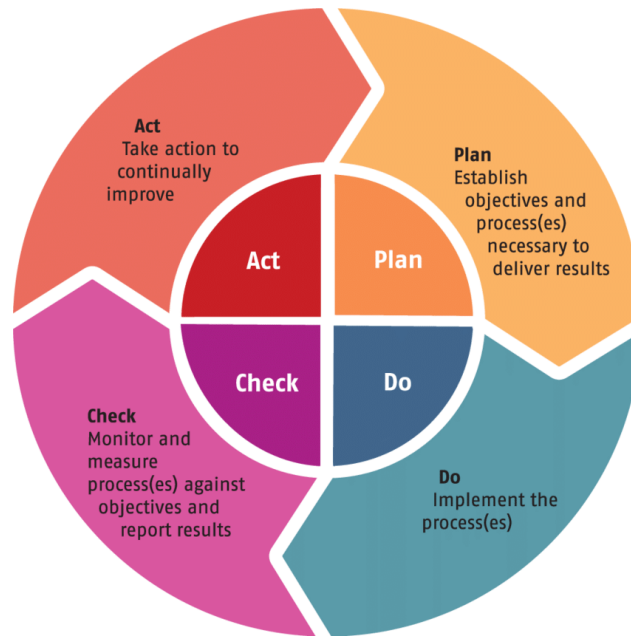 Act
Take action to
continually
improve
Plan
Establish
objectives and
process(es)
necessary to
deliver results
Act
Plan
Check
Do
Check
Monitor and
measure
process(es) against
objectives and
report results
Do
Implement the
process(es)